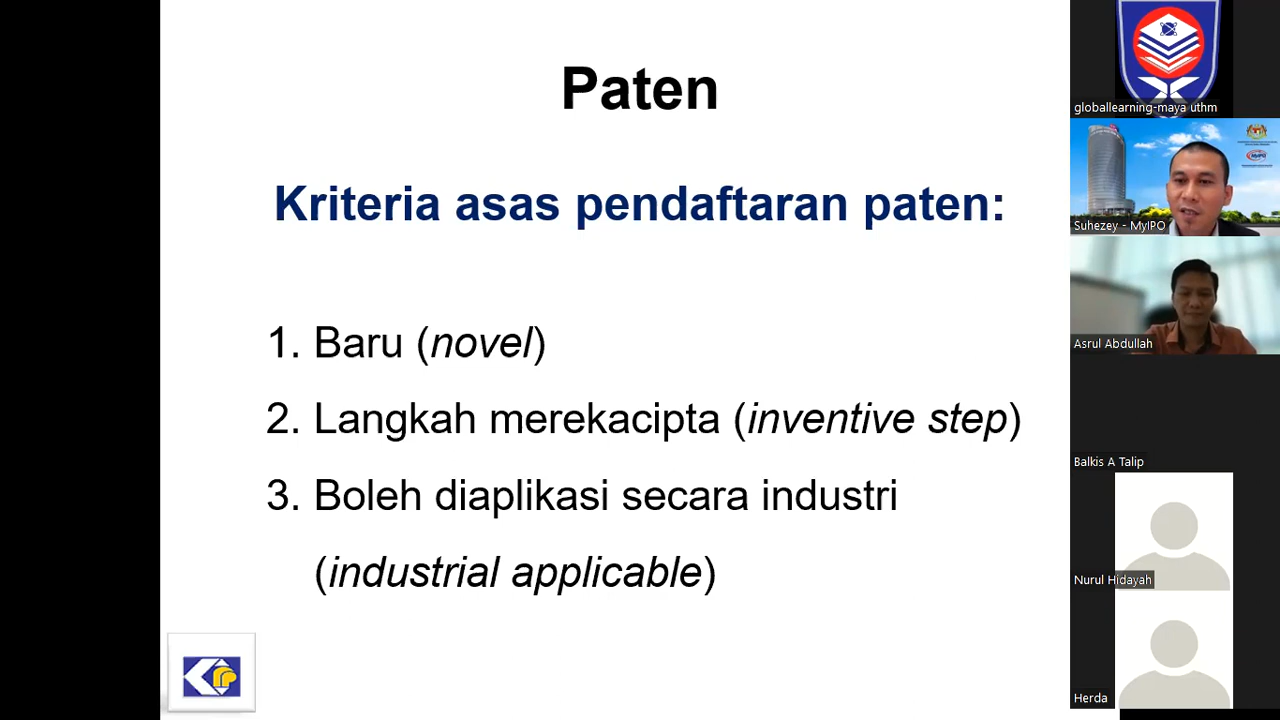 Paten
Kriteria asas pendaftaran paten:
1. Baru (novel)
2. Langkah merekacipta (inventive step)
3. Boleh diaplikasi secara industri
(industrial applicable)
globallearning-maya uthm
Suhezey - MyIPO
Asrul Abdullah
Balkis A Talip
Nurul Hidayah
Herda